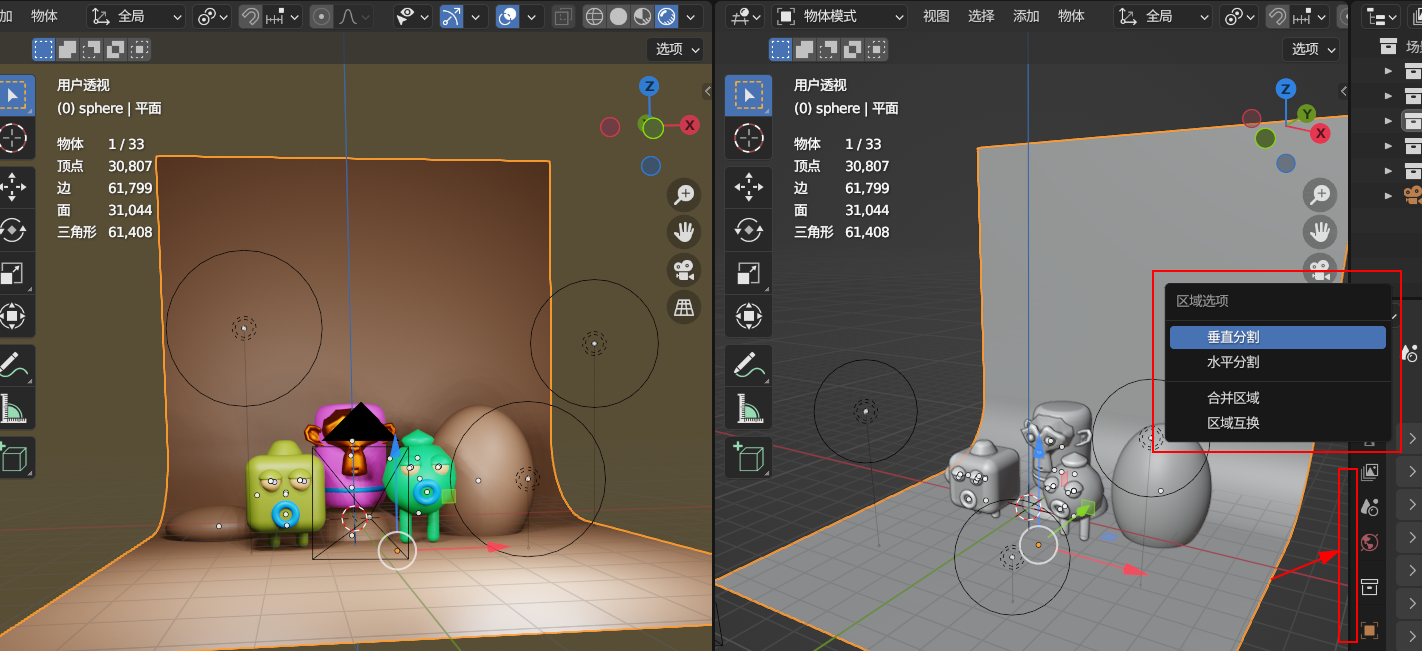 加 物体 全局
物体模式 视图 选择 添加 物体 全局
选项
选项
用户透视
(0) sphere | 平面
物体 1 / 33
顶点 30,807
边 61,799
面 31,044
三角形 61,408
Z
X
用户透视
(0) sphere | 平面
物体 1 / 33
顶点 30,807
边 61,799
面 31,044
三角形 61,408
Z
Y
X
区域选项
垂直分割
水平分割
合并区域
区域互换